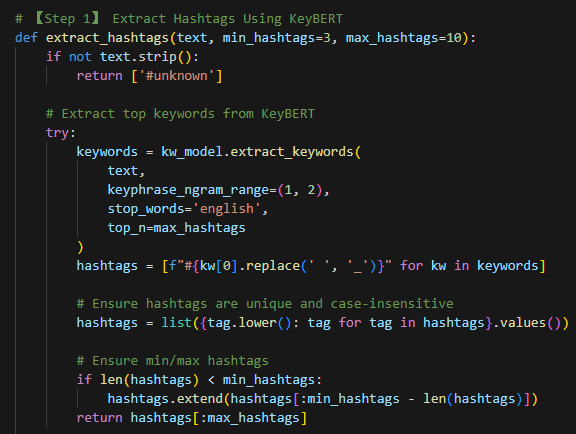 # 【Step 1】 Extract Hashtags Using KeyBERT
def extract_hashtags(text, min_hashtags=3, max_hashtags=10):
    if not text.strip():
        return ['#unknown']

    # Extract top keywords from KeyBERT
    try:
        keywords = kw_model.extract_keywords(
            text,
            keyphrase_ngram_range=(1, 2),
            stop_words='english',
            top_n=max_hashtags
        )
        hashtags = [f"#{kw[0].replace(' ', '_')}" for kw in keywords]

        # Ensure hashtags are unique and case-insensitive
        hashtags = list({tag.lower(): tag for tag in hashtags}.values())

        # Ensure min/max hashtags
        if len(hashtags) < min_hashtags:
            hashtags.extend(hashtags[:min_hashtags - len(hashtags)])
        return hashtags[:max_hashtags]